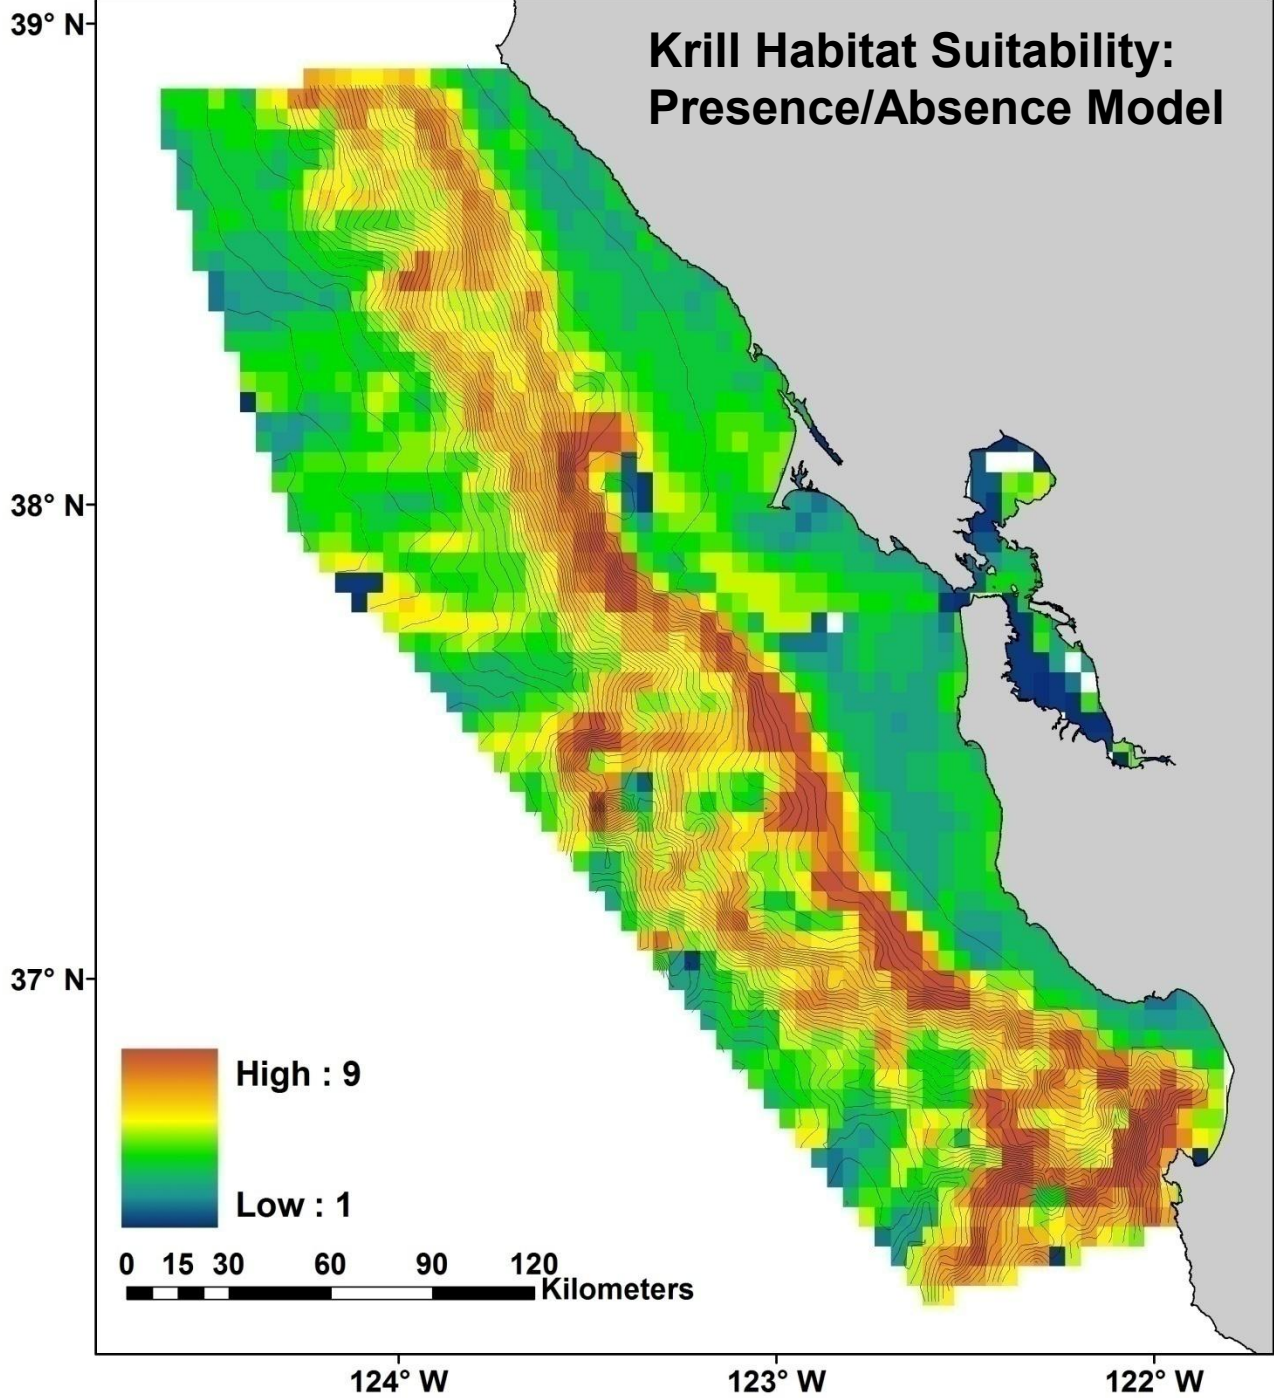 39° N
Krill Habitat Suitability:
Presence/Absence Model
38° N
37° N
High : 9
Low : 1
0 15 30 60 90 120
Kilometers
124° W 123° W 122° W